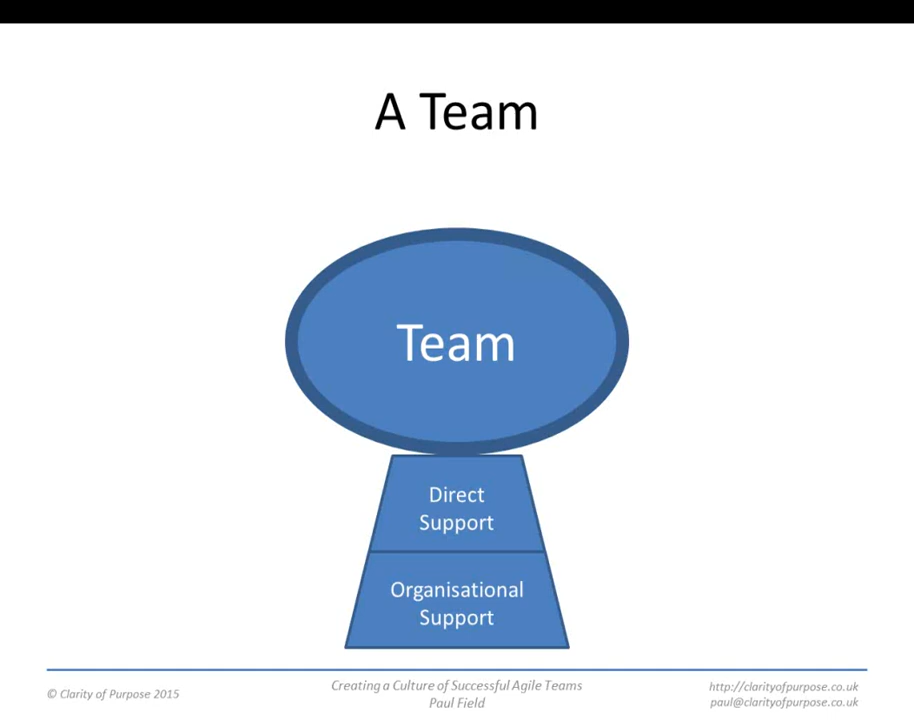 A Team
Team
Direct
Support
Organisational
Support
© Clarity of Purpose 2015
Creating a Culture of Successful Agile Teams
Paul Field
http://clarityofpurpose.co.uk
paul@clarityofpurpose.co.uk